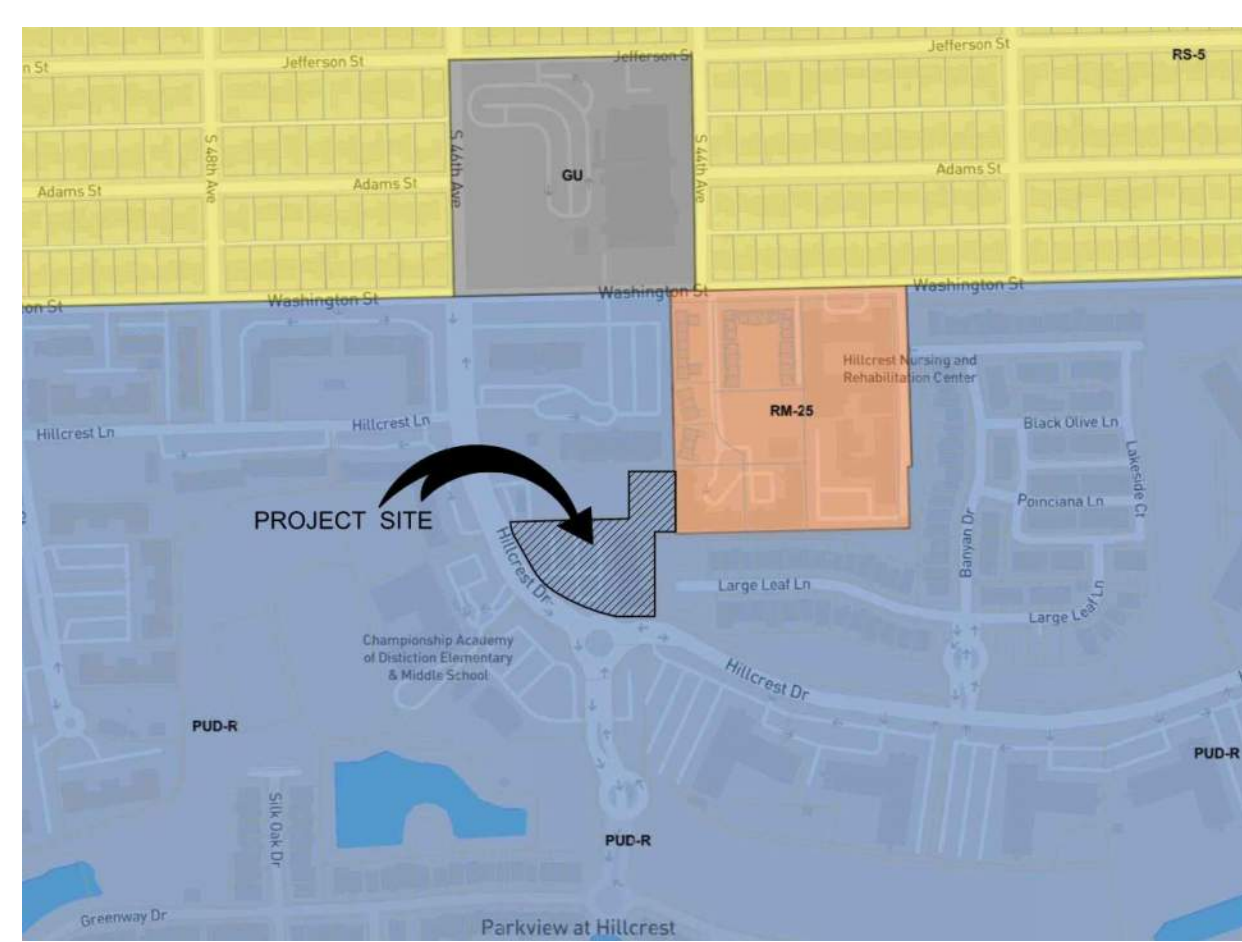 Jefferson St
RS-5
n St
Jefferson St
Jefferson St
S 48th Ave
S 46th Ave
S 44th Ave
GU
Adams St
Adams St
Adams St
Washington St
Washington St
Washington St
on St
Hillcrest Nursing and
Rehabilitation Center
RM-25
Hillcrest Ln
Hillcrest Ln
Black Olive Ln
Lakeside Ct
Poinciana Ln
PROJECT SITE
Banyan Dr
Hillcrest Dr
Large Leaf Ln
Large Leaf Ln
Championship Academy
of Distiction Elementary
& Middle School
Hillcrest Dr
PUD-R
PUD-R
Silk Oak Dr
PUD-R
Greenway Dr
Parkview at Hillcrest